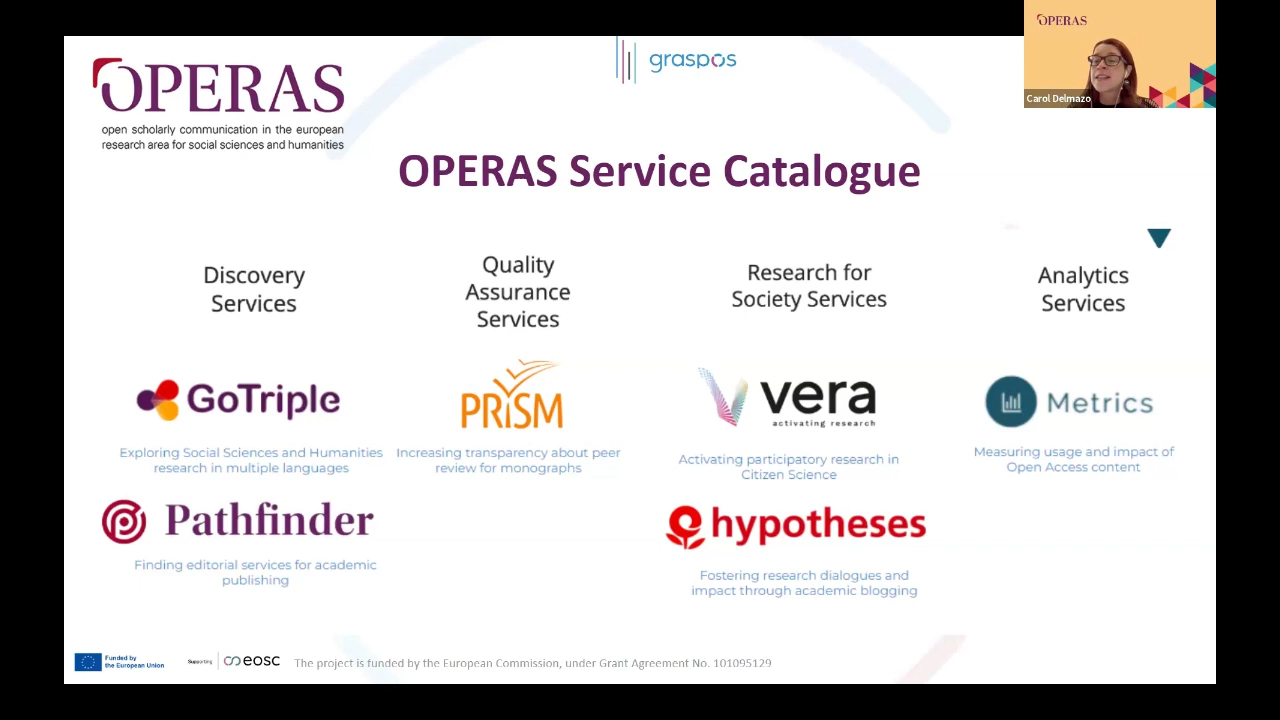 OPERAS
open scholarly communication in the european
research area for social sciences and humanities
graspos
OPERAS
Carol Delmazo
OPERAS Service Catalogue
Discovery
Services
Quality
Assurance
Services
Research for
Society Services
Analytics
Services
GoTriple
Exploring Social Sciences and Humanities
research in multiple languages
PRISM
Increasing transparency about peer
review for monographs
vera
activating research
Activating participatory research in
Citizen Science
Metrics
Measuring usage and impact of
Open Access content
Pathfinder
Finding editorial services for academic
publishing
hypotheses
Fostering research dialogues and
impact through academic blogging
Funded by
the European Union
Supporting
eosc
The project is funded by the European Commission, under Grant Agreement No. 101095129